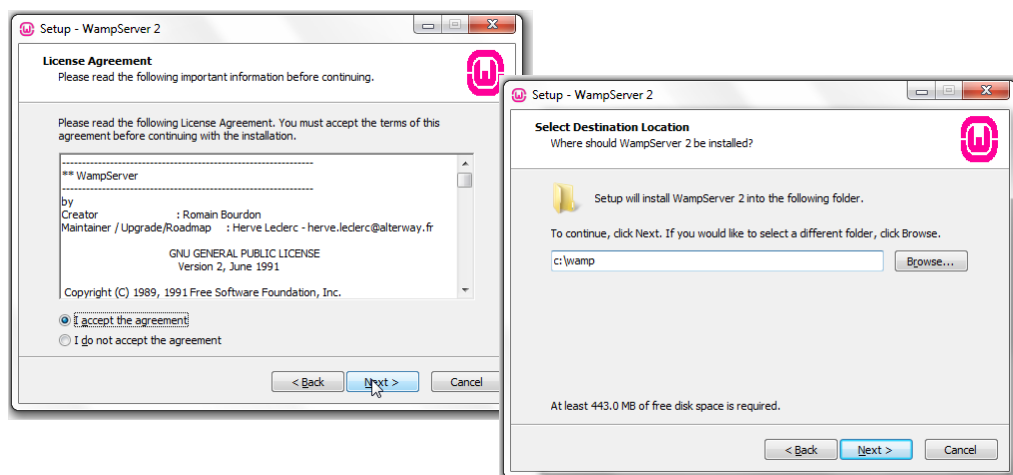 Setup - WampServer 2
License Agreement
Please read the following important information before continuing.
Please read the following License Agreement. You must accept the terms of this
agreement before continuing with the installation.
------------------------------------------------------------
** WampServer
------------------------------------------------------------
by
Creator : Romain Bourdon
Maintainer / Upgrade/Roadmap : Herve Lederc - herve.lederc@alterway.fr
GNU GENERAL PUBLIC LICENSE
Version 2, June 1991
Copyright (C) 1989, 1991 Free Software Foundation, Inc.
I accept the agreement
I do not accept the agreement
< Back
Next >
Cancel
Setup - WampServer 2
Select Destination Location
Where should WampServer 2 be installed?
Setup will install WampServer 2 into the following folder.
To continue, click Next. If you would like to select a different folder, click Browse.
c:\wamp
Browse...
At least 443.0 MB of free disk space is required.
< Back
Next >
Cancel